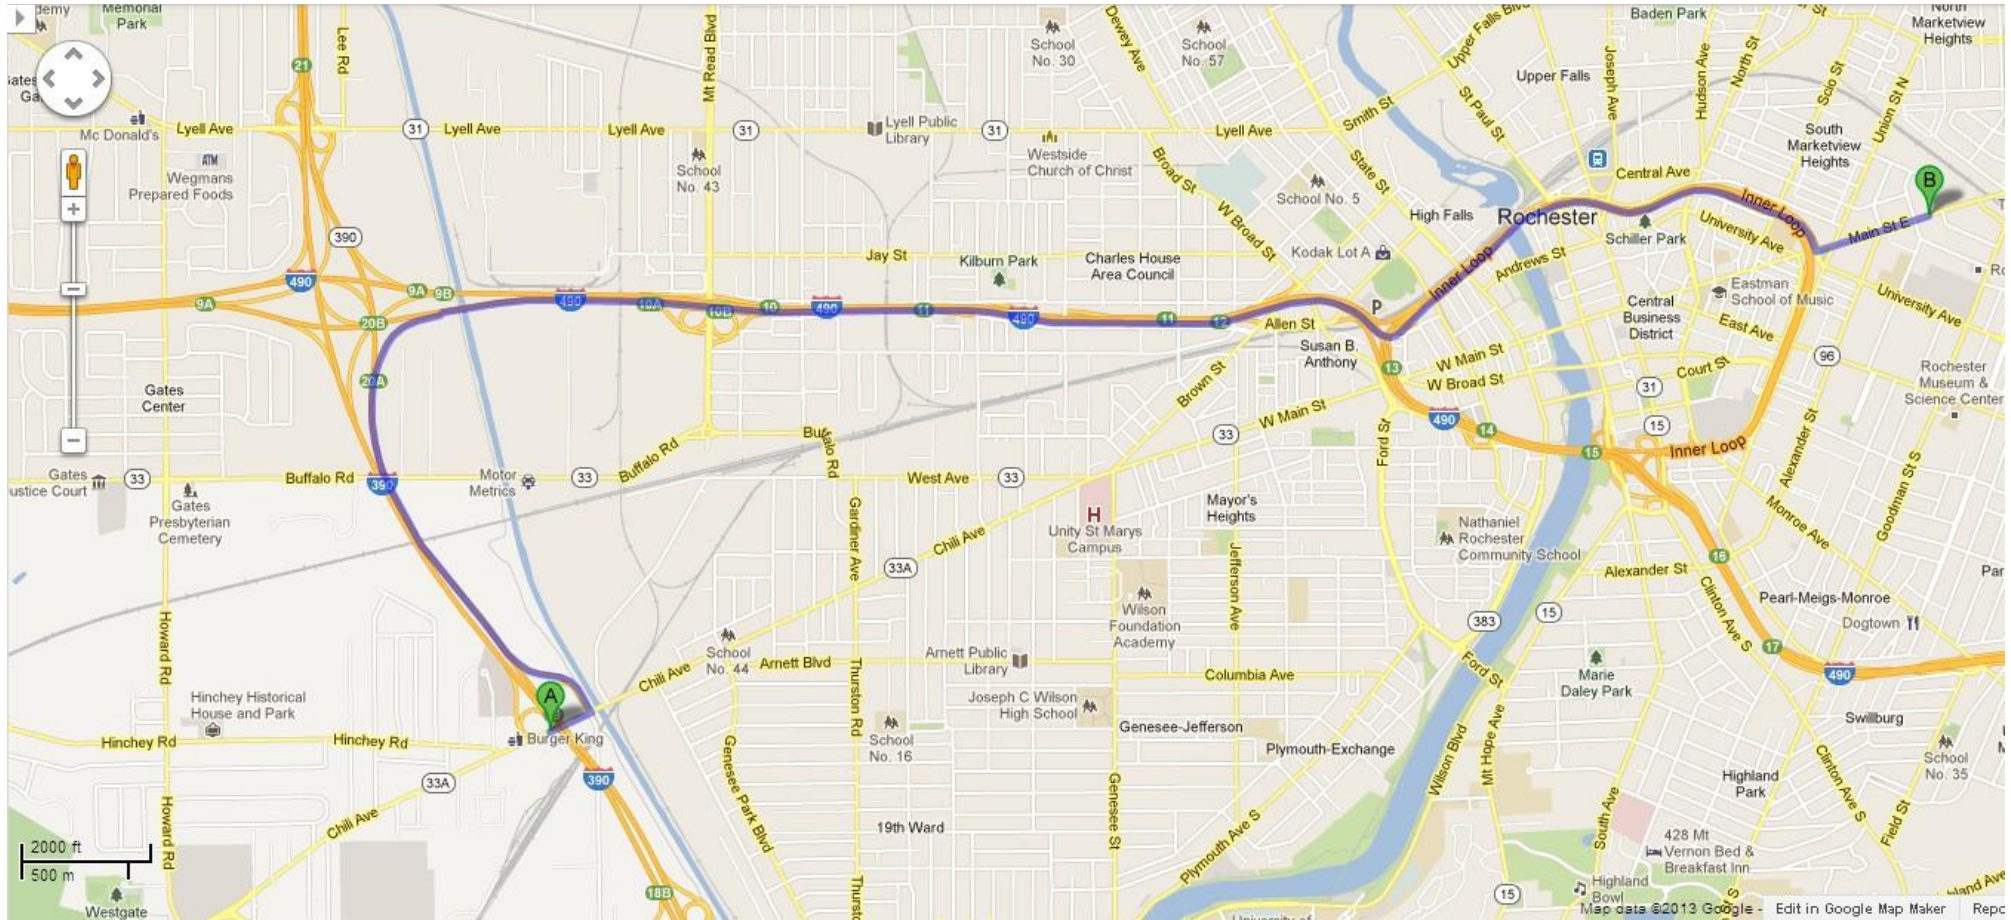 Memorial
Park
Lee Rd
21
Mt Read Blvd
School
No. 30
Dewey Ave
School
No. 57
Upper Falls Blvd
Baden Park
North
Marketview
Heights
Upper Falls
Joseph Ave
Hudson Ave
North St
Scio St
Union St N
Mc Donald's
Lyell Ave
31
Lyell Ave
Lyell Ave
31
Lyell Public
Library
31
Lyell Ave
Smith St
St Paul St
Westside
Church of Christ
ATM
Wegmans
Prepared Foods
School
No. 43
Broad St
State St
School No. 5
Central Ave
South
Marketview
Heights
B
390
W Broad St
High Falls
Rochester
Schiller Park
Inner Loop
University Ave
Main St E
Jay St
Kilburn Park
Charles House
Area Council
Kodak Lot A
Inner Loop
Andrews St
Eastman
School of Music
University Ave
9A
490
9A
9B
20B
490
10A
10B
10
490
11
490
11
12
Allen St
P
Central
Business
District
East Ave
96
20A
Susan B.
Anthony
13
W Main St
W Broad St
Court St
31
Rochester
Museum &
Science Center
Gates
Center
Brown St
W Main St
33
Ford St
490
14
15
15
Inner Loop
Alexander St
Goodman St S
Buffalo Rd
Buffalo Rd
Gates
ustice Court
33
Buffalo Rd
390
Motor
Metrics
33
West Ave
33
Gates
Presbyterian
Cemetery
Gardiner Ave
Chili Ave
33A
H
Unity St Marys
Campus
Mayor's
Heights
Jefferson Ave
Nathaniel
Rochester
Community School
Monroe Ave
16
Alexander St
Clinton Ave S
Pearl-Meigs-Monroe
Dogtown
Howard Rd
Wilson
Foundation
Academy
383
15
17
490
School
No. 44
Chili Ave
Arnett Blvd
Arnett Public
Library
Columbia Ave
Ford St
Marie
Daley Park
Hinchey Historical
House and Park
A
Burger King
Thurston Rd
Joseph C Wilson
High School
Genesee-Jefferson
Swillburg
Hinchey Rd
Hinchey Rd
33A
390
Genesee Park Blvd
School
No. 16
Plymouth-Exchange
Wilson Blvd
Mt Hope Ave
Highland
Park
Clinton Ave S
School
No. 35
Howard Rd
Chili Ave
19th Ward
Genesee St
Plymouth Ave S
South Ave
Field St
428 Mt
Vernon Bed &
Breakfast Inn
2000 ft
500 m
Westgate
18B
15
Highland
Bowl
University of
Map data ©2013 Google -
Edit in Google Map Maker